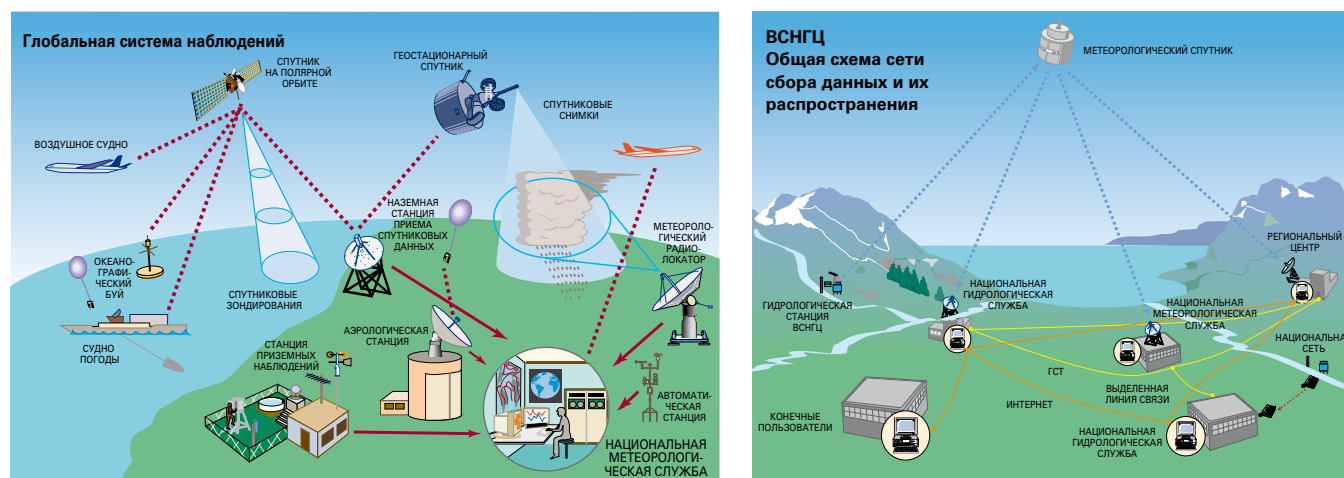 Глобальная система наблюдений
СПУТНИК
НА ПОЛЯРНОЙ
ОРБИТЕ
ГЕОСТАЦИОНАРНЫЙ
СПУТНИК
СПУТНИКОВЫЕ
СНИМКИ
ВОЗДУШНОЕ СУДНО
НАЗЕМНАЯ
СТАНЦИЯ
ПРИЕМА
СПУТНИКОВЫХ
ДАННЫХ
МЕТЕОРОЛО-
ГИЧЕСКИЙ
РАДИО-
ЛОКАТОР
ОКЕАНО-
ГРАФИ-
ЧЕСКИЙ
БУЙ
СПУТНИКОВЫЕ
ЗОНДИРОВАНИЯ
СУДНО
ПОГОДЫ
СТАНЦИЯ
ПРИЗЕМНЫХ
НАБЛЮДЕНИЙ
АЭРОЛОГИЧЕСКАЯ
СТАНЦИЯ
АВТОМАТИ-
ЧЕСКАЯ
СТАНЦИЯ
НАЦИОНАЛЬНАЯ
МЕТЕОРОЛОГИ-
ЧЕСКАЯ СЛУЖБА
ВСНГЦ
Общая схема сети
сбора данных и их
распространения
МЕТЕОРОЛОГИЧЕСКИЙ СПУТНИК
РЕГИОНАЛЬНЫЙ
ЦЕНТР
ГИДРОЛОГИЧЕСКАЯ
СТАНЦИЯ
ВСНГЦ
НАЦИОНАЛЬНАЯ
ГИДРОЛОГИЧЕСКАЯ
СЛУЖБА
НАЦИОНАЛЬНАЯ
МЕТЕОРОЛОГИЧЕСКАЯ
СЛУЖБА
НАЦИОНАЛЬНА
СЕТЬ
ГСТ
ВЫДЕЛЕННАЯ
ЛИНИЯ СВЯЗИ
ИНТЕРНЕТ
КОНЕЧНЫЕ
ПОЛЬЗОВАТЕЛИ
НАЦИОНАЛЬНАЯ
ГИДРОЛОГИЧЕСКАЯ
СЛУЖБА